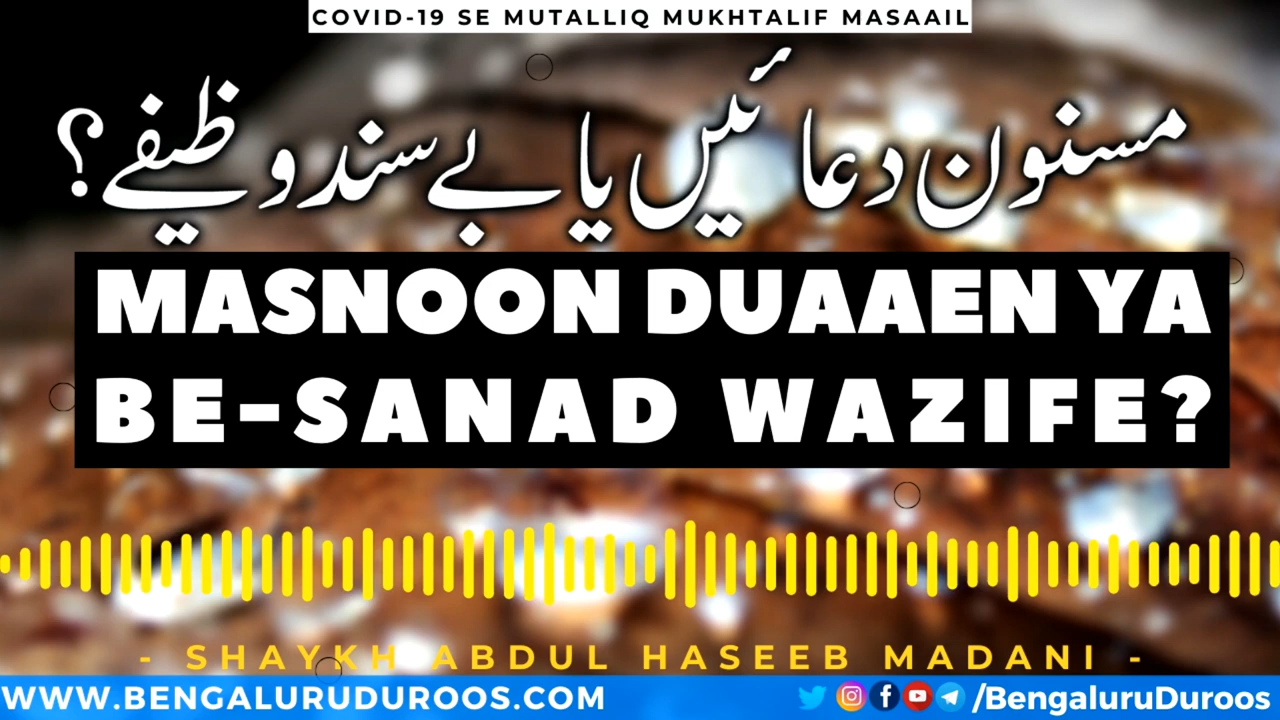 COVID-19 SE MUTALLIQ MUKHTALIF MASAAIL
مسنون دعائیں یا بے سند وظیفے؟
MASNOON DUAAEN YA
BE-SANAD WAZIFE?
- SHAYKH ABDUL HASEEB MADANI -
WWW.BENGALURUDUROOS.COM
/BengaluruDuroos